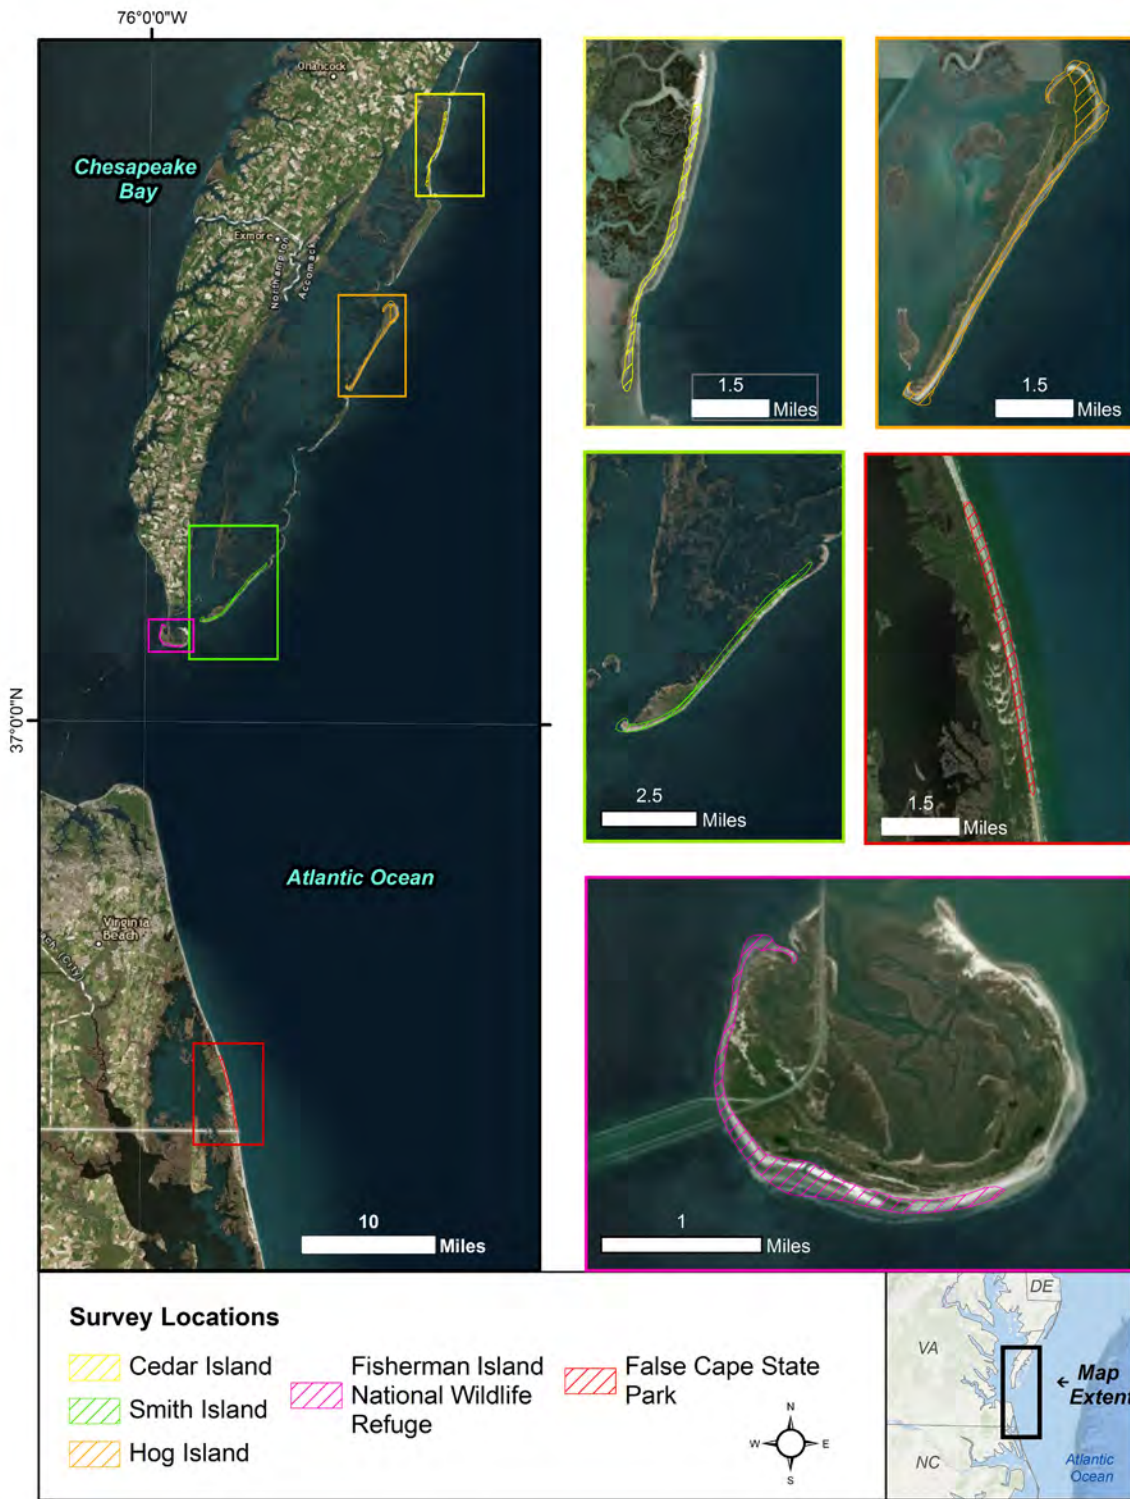 76°0'0"W
Onancock
Chesapeake
Bay
Exmore
Northampton
Accomack
37°0'0"N
Atlantic Ocean
Virginia
Beach
(CITY)
10
Miles
1.5
Miles
1.5
Miles
2.5
Miles
1.5
Miles
1
Miles
Survey Locations
Cedar Island
Smith Island
Hog Island
Fisherman Island
National Wildlife
Refuge
False Cape State
Park
N
W
E
S
DE
VA
NC
Map
Extent
Atlantic
Ocean